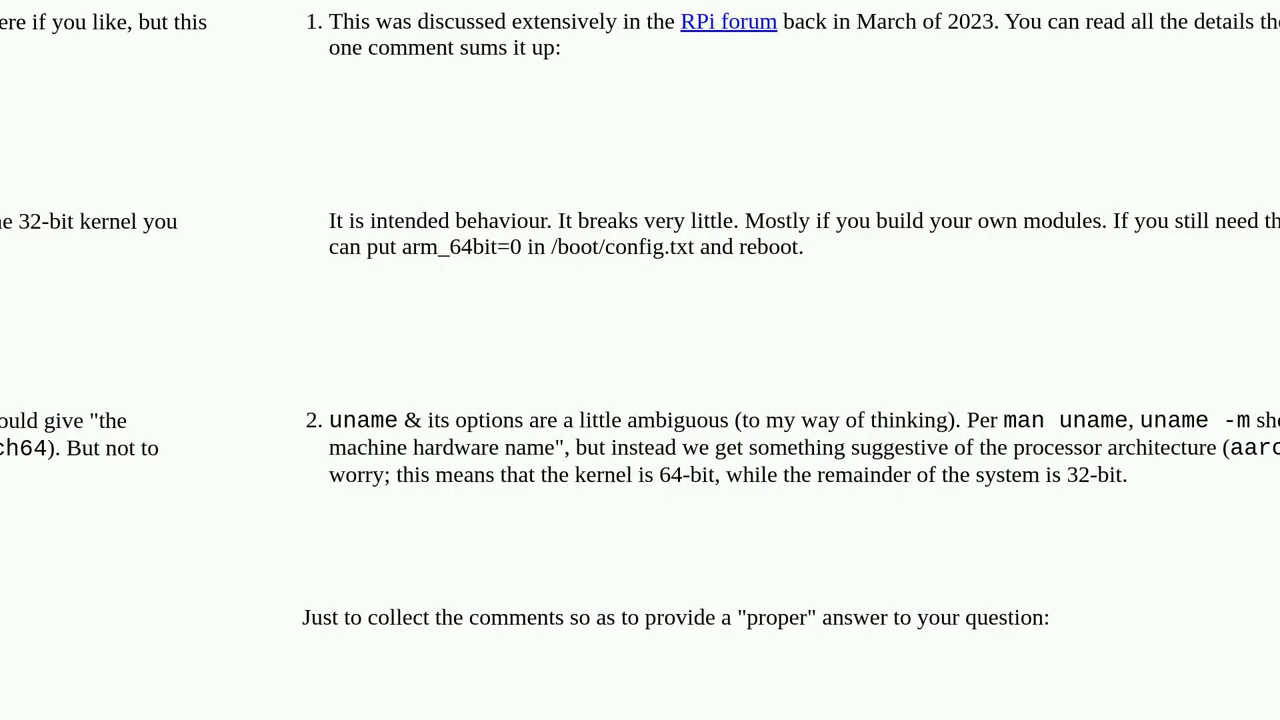 ere if you like, but this
1. This was discussed extensively in the RPi forum back in March of 2023. You can read all the details
one comment sums it up:
32-bit kernel you
It is intended behaviour. It breaks very little. Mostly if you build your own modules. If you still need
can put arm_64bit=0 in /boot/config.txt and reboot.
ould give "the
ch64). But not to
2. uname & its options are a little ambiguous (to my way of thinking). Per man uname, uname -m
machine hardware name", but instead we get something suggestive of the processor architecture (aarc
worry; this means that the kernel is 64-bit, while the remainder of the system is 32-bit.
Just to collect the comments so as to provide a "proper" answer to your question: